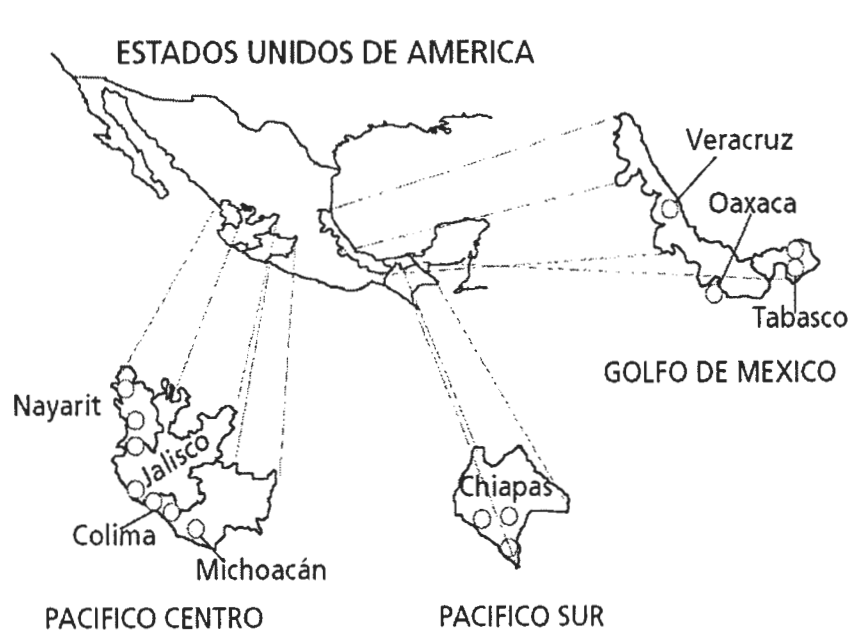 ESTADOS UNIDOS DE AMERICA
Veracruz
Oaxaca
Tabasco
GOLFO DE MEXICO
Nayarit
Jalisco
Colima
Michoacán
PACIFICO CENTRO
Chiapas
PACIFICO SUR